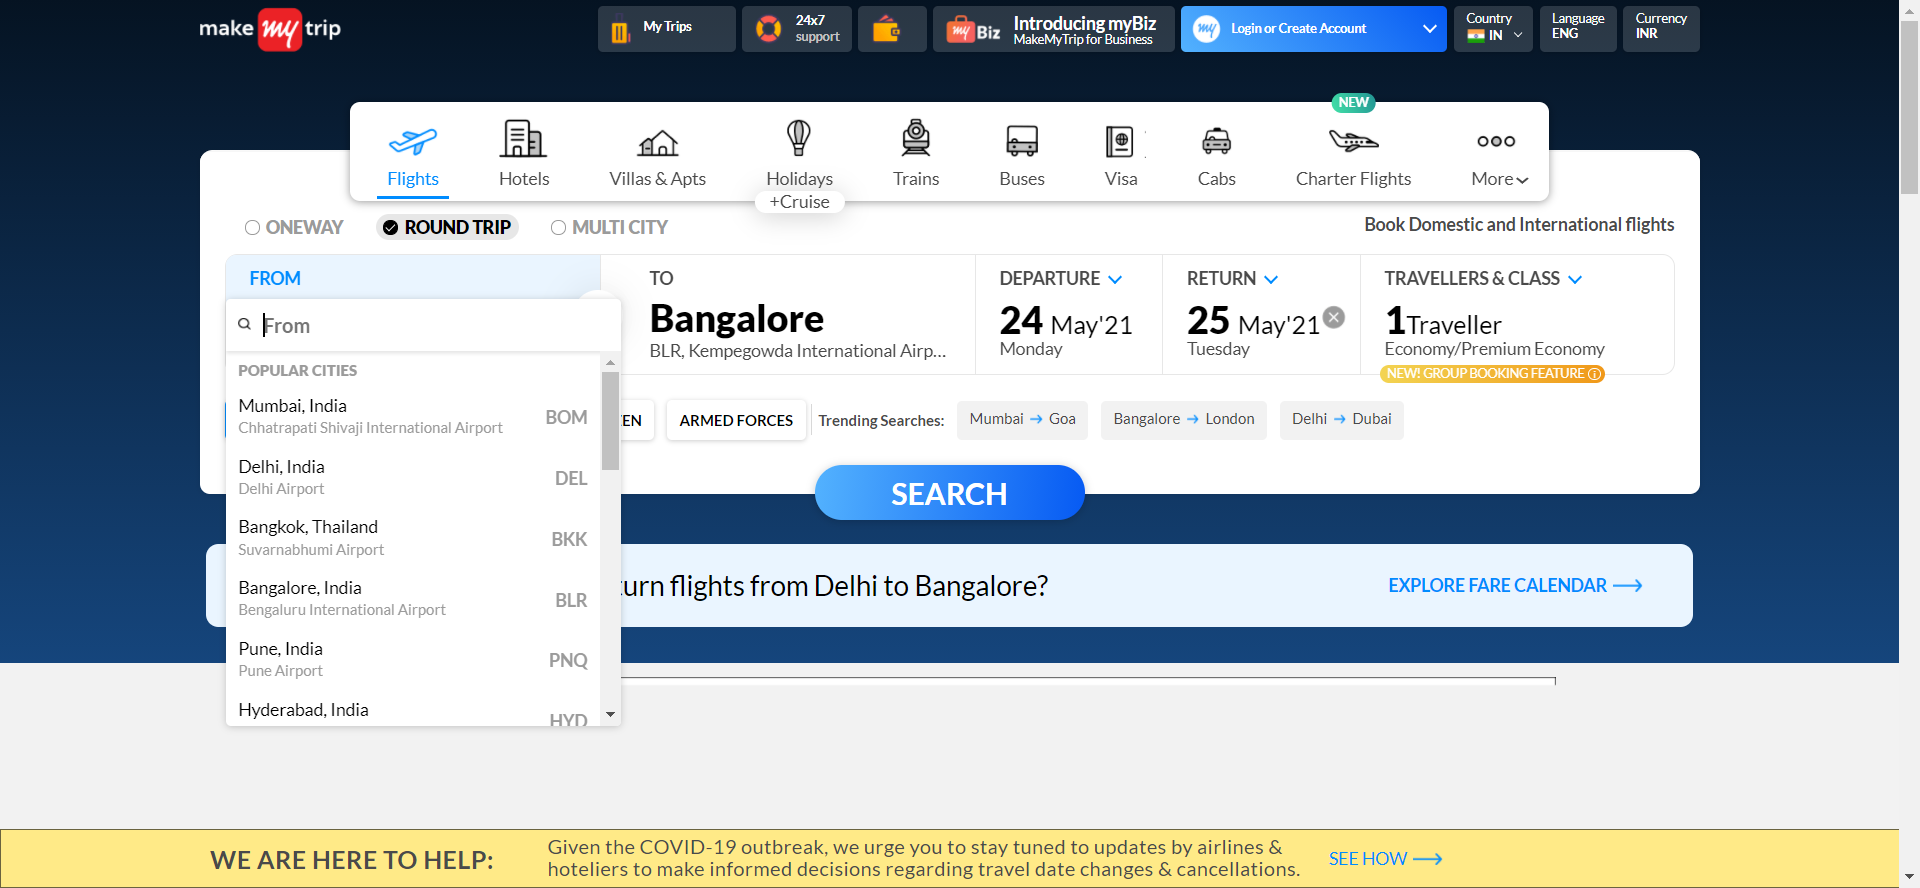 make my trip
My Trips
24x7
support
my Biz
Introducing myBiz
MakeMyTrip for Business
my
Login or Create Account
Country
IN
Language
ENG
Currency
INR
NEW
Flights
Hotels
Villas & Apts
Holidays
+Cruise
Trains
Buses
Visa
Cabs
Charter Flights
More
ONEWAY
ROUND TRIP
MULTI CITY
Book Domestic and International flights
FROM
From
POPULAR CITIES
Mumbai, India
Chhatrapati Shivaji International Airport
BOM
Delhi, India
Delhi Airport
DEL
Bangkok, Thailand
Suvarnabhumi Airport
BKK
Bangalore, India
Bengaluru International Airport
BLR
Pune, India
Pune Airport
PNQ
Hyderabad, India
HYD
TO
Bangalore
BLR, Kempegowda International Airp...
DEPARTURE
24 May'21
Monday
RETURN
25 May'21
Tuesday
TRAVELLERS & CLASS
1Traveller
Economy/Premium Economy
NEW! GROUP BOOKING FEATURE
EN
ARMED FORCES
Trending Searches:
Mumbai → Goa
Bangalore → London
Delhi → Dubai
SEARCH
urn flights from Delhi to Bangalore?
EXPLORE FARE CALENDAR
WE ARE HERE TO HELP:
Given the COVID-19 outbreak, we urge you to stay tuned to updates by airlines &
hoteliers to make informed decisions regarding travel date changes & cancellations.
SEE HOW